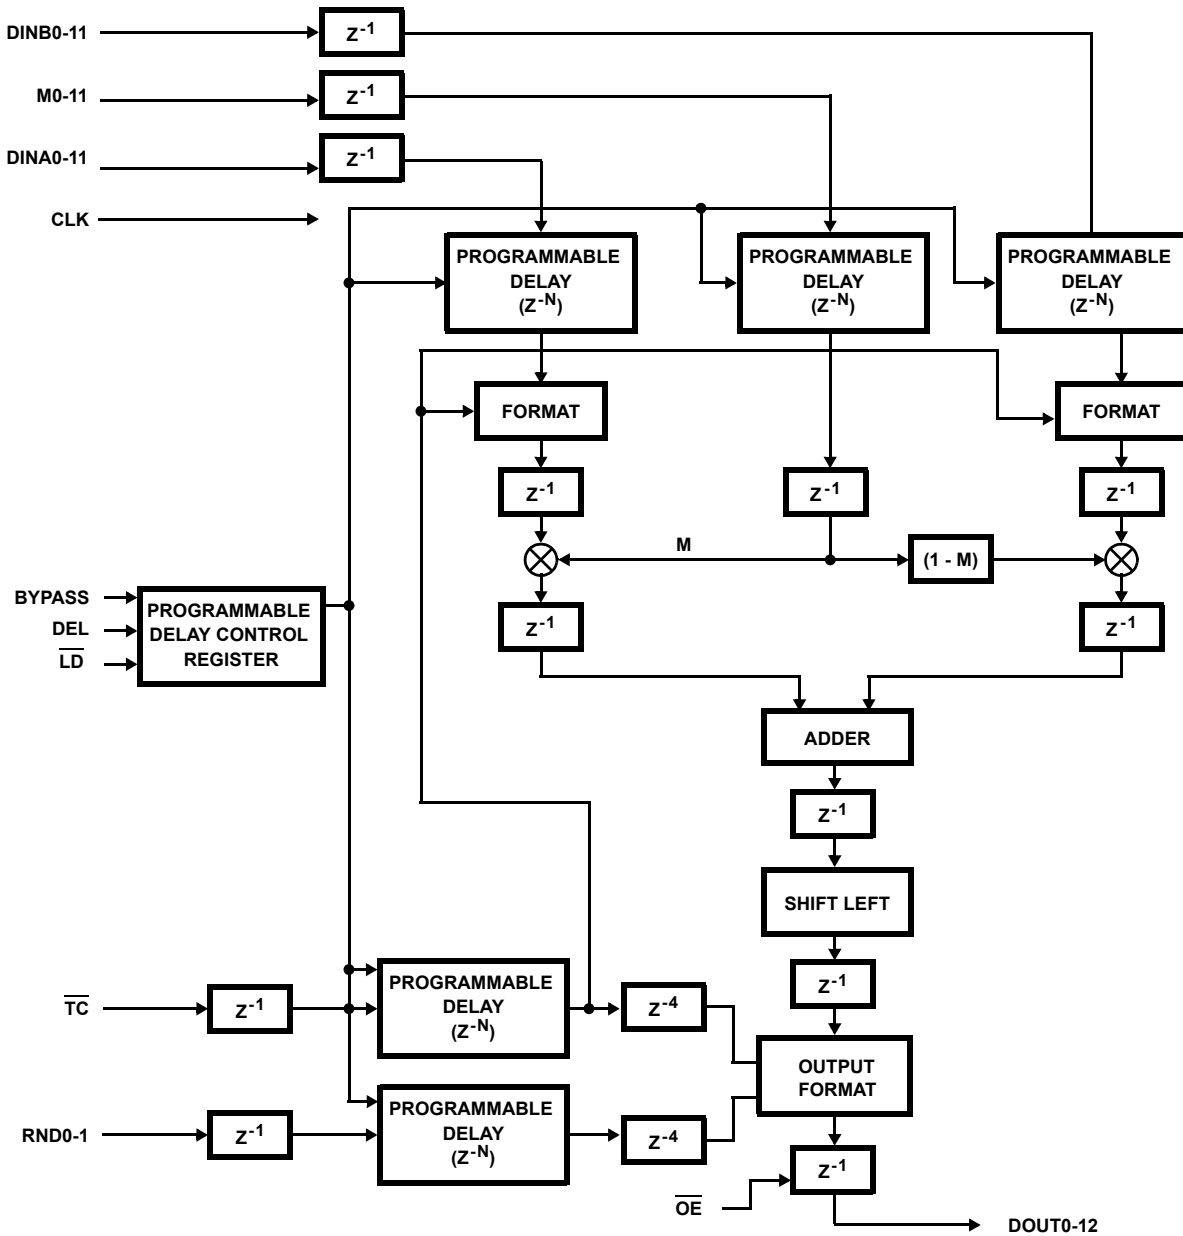 DINB0-11
Z-1
M0-11
Z-1
DINA0-11
Z-1
CLK
PROGRAMMABLE
DELAY
(Z-N)
PROGRAMMABLE
DELAY
(Z-N)
PROGRAMMABLE
DELAY
(Z-N)
FORMAT
FORMAT
Z-1
Z-1
Z-1
M
(1 - M)
BYPASS
DEL
LD
PROGRAMMABLE
DELAY CONTROL
REGISTER
Z-1
Z-1
ADDER
Z-1
SHIFT LEFT
Z-1
TC
Z-1
PROGRAMMABLE
DELAY
(Z-N)
Z-4
OUTPUT
FORMAT
RND0-1
Z-1
PROGRAMMABLE
DELAY
(Z-N)
Z-4
Z-1
OE
DOUT0-12